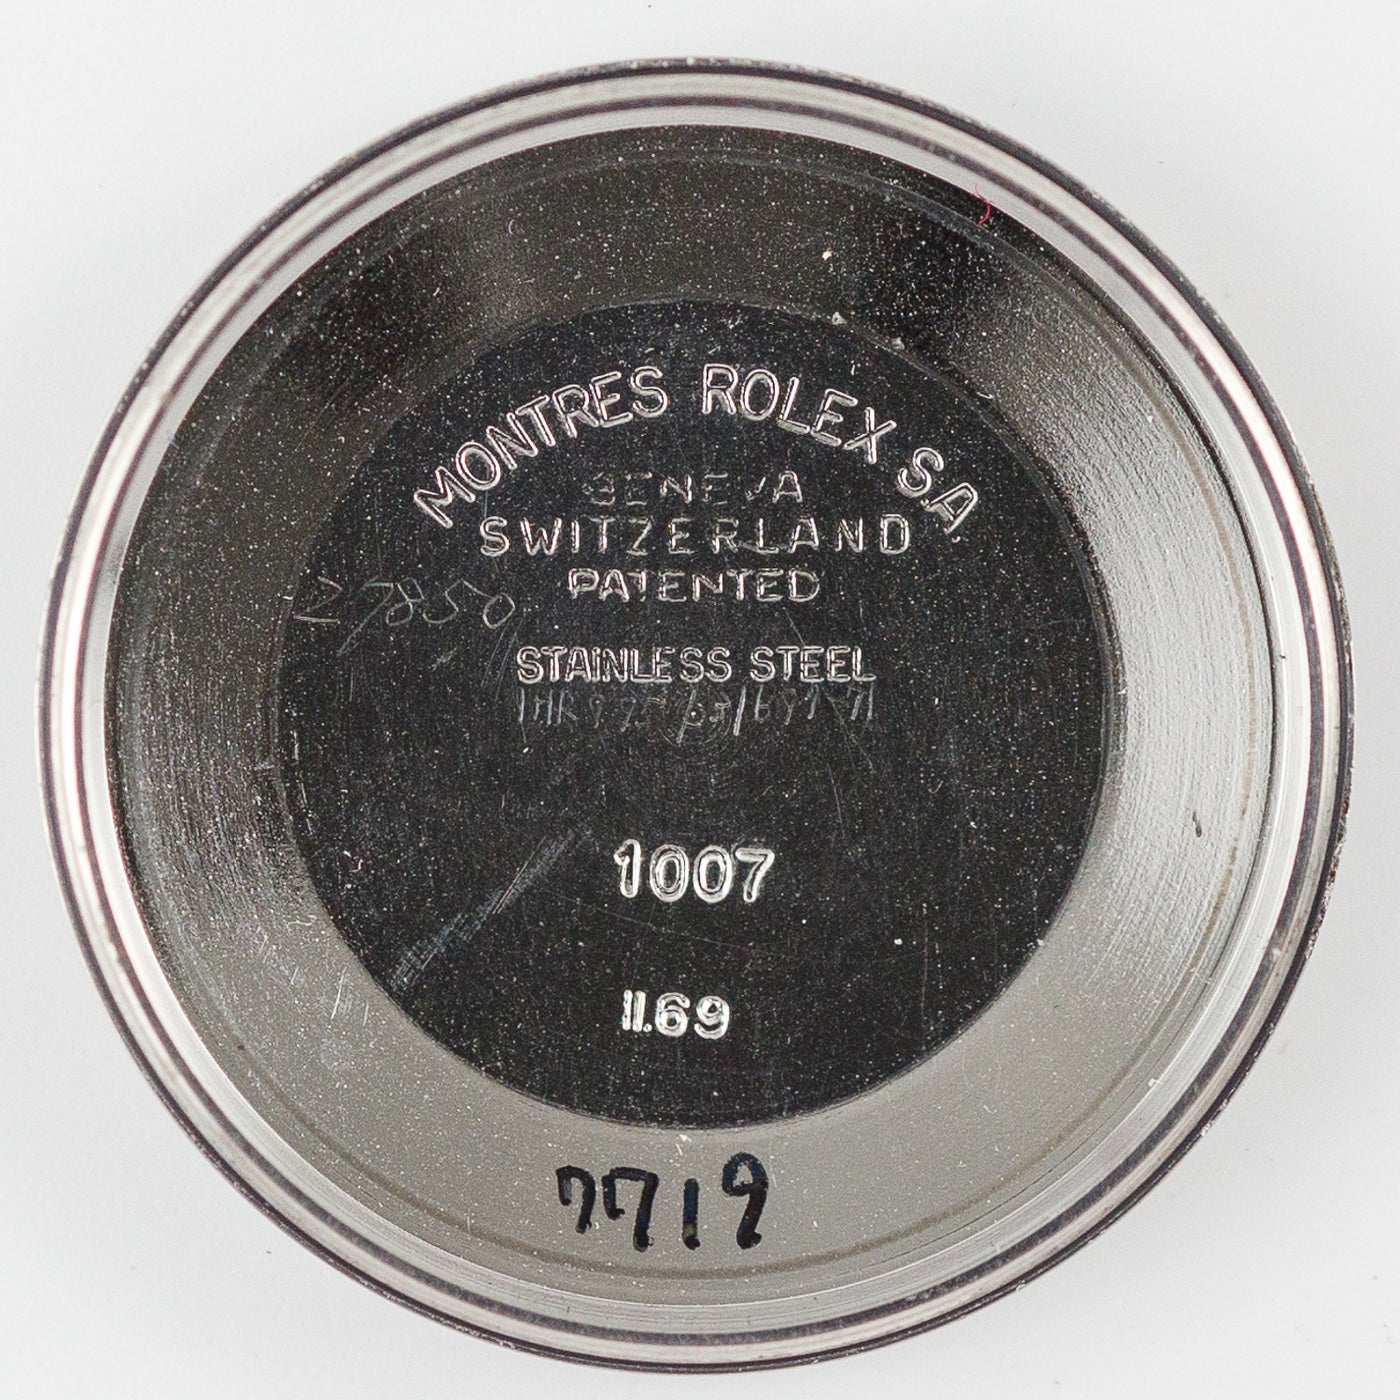 MONTRES ROLEX S.A.
GENEVA
SWITZERLAND
PATENTED
27850
STAINLESS STEEL
1007
II.69
7719